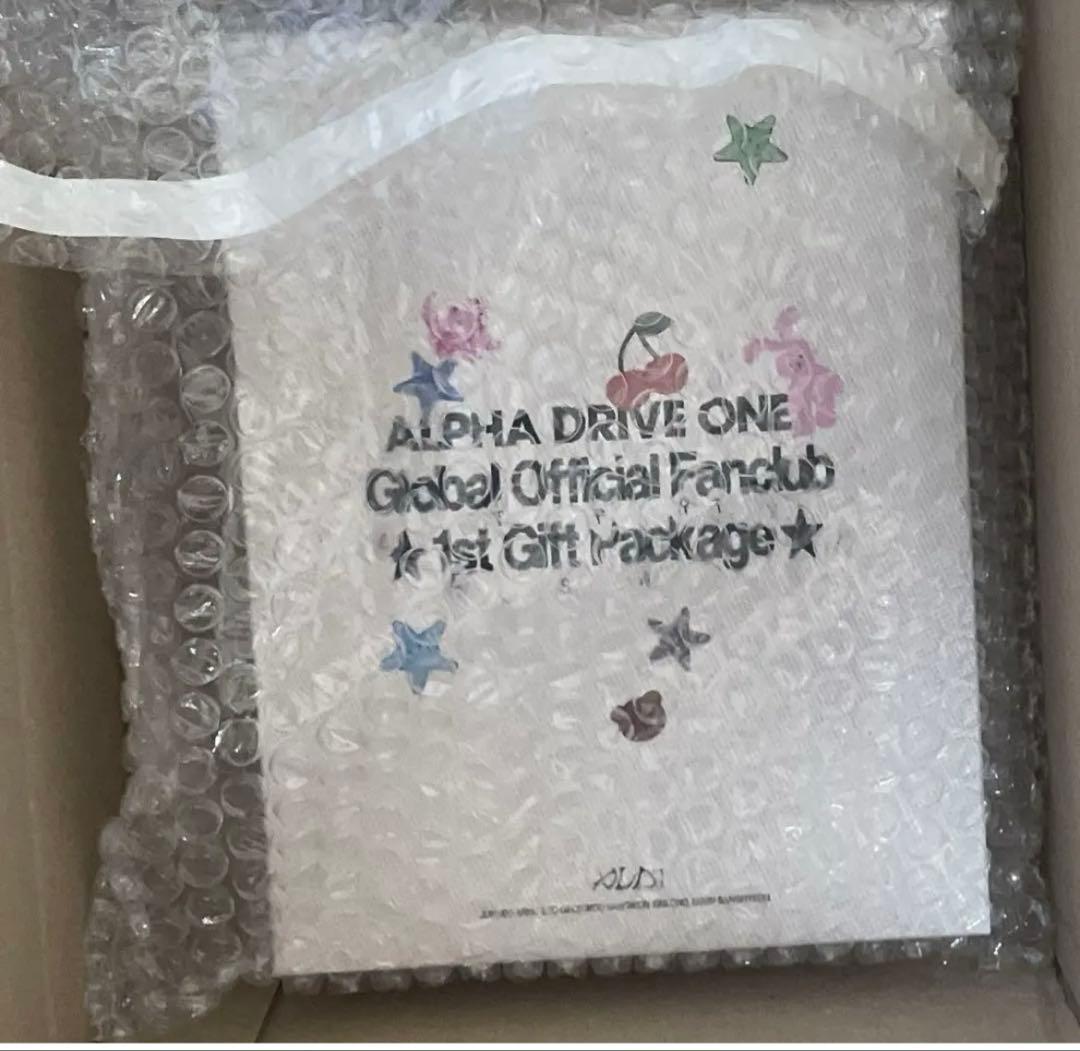 ALPHA DRIVE ONE
Global Official Fanclub
★ 1st Gift Package ★